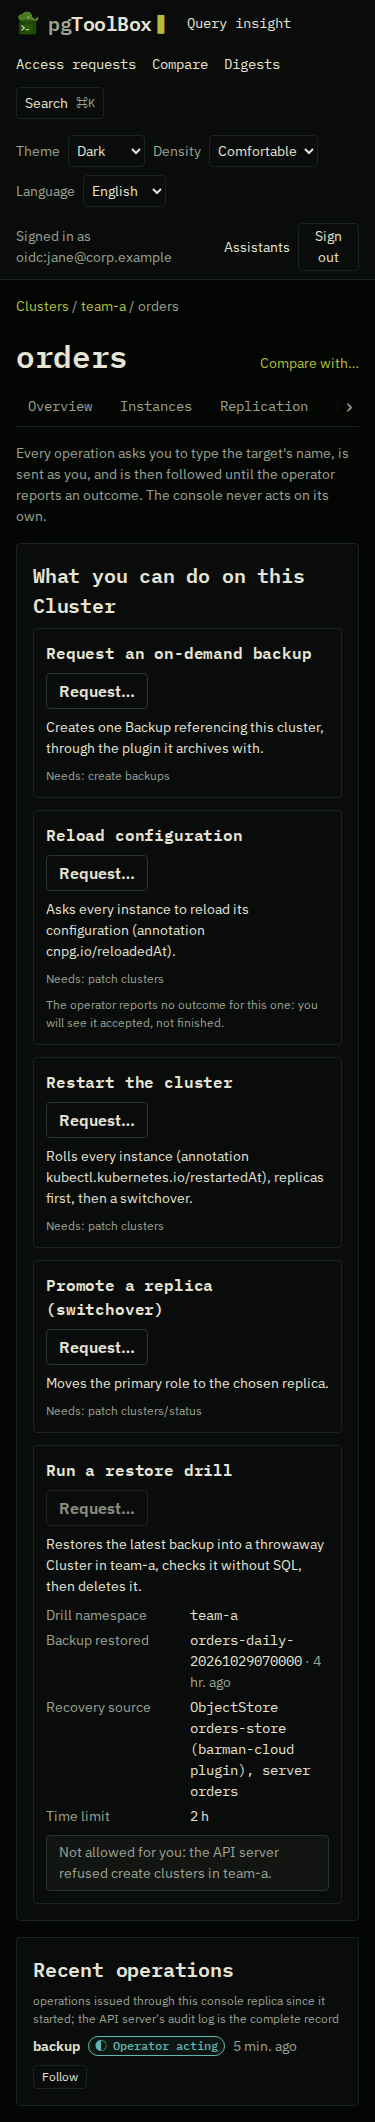 pgToolBox Query insight
Access requests Compare Digests
Search ⌘K
Theme Dark Density Comfortable
Language English
Signed in as
oidc:jane@corp.example
Assistants
Sign
out
Clusters / team-a / orders
orders
Compare with...
Overview Instances Replication ›
Every operation asks you to type the target's name, is
sent as you, and is then followed until the operator
reports an outcome. The console never acts on its
own.
What you can do on this
Cluster
Request an on-demand backup
Request...
Creates one Backup referencing this cluster,
through the plugin it archives with.
Needs: create backups
Reload configuration
Request...
Asks every instance to reload its
configuration (annotation
cnpg.io/reloadedAt).
Needs: patch clusters
The operator reports no outcome for this one: you
will see it accepted, not finished.
Restart the cluster
Request...
Rolls every instance (annotation
kubectl.kubernetes.io/restartedAt), replicas
first, then a switchover.
Needs: patch clusters
Promote a replica
(switchover)
Request...
Moves the primary role to the chosen replica.
Needs: patch clusters/status
Run a restore drill
Request...
Restores the latest backup into a throwaway
Cluster in team-a, checks it without SQL,
then deletes it.
Drill namespace team-a
Backup restored orders-daily-
20261029070000 · 4
hr. ago
Recovery source ObjectStore
orders-store
(barman-cloud
plugin), server
orders
Time limit 2 h
Not allowed for you: the API server
refused create clusters in team-a.
Recent operations
operations issued through this console replica since it
started; the API server's audit log is the complete record
backup Operator acting 5 min. ago
Follow